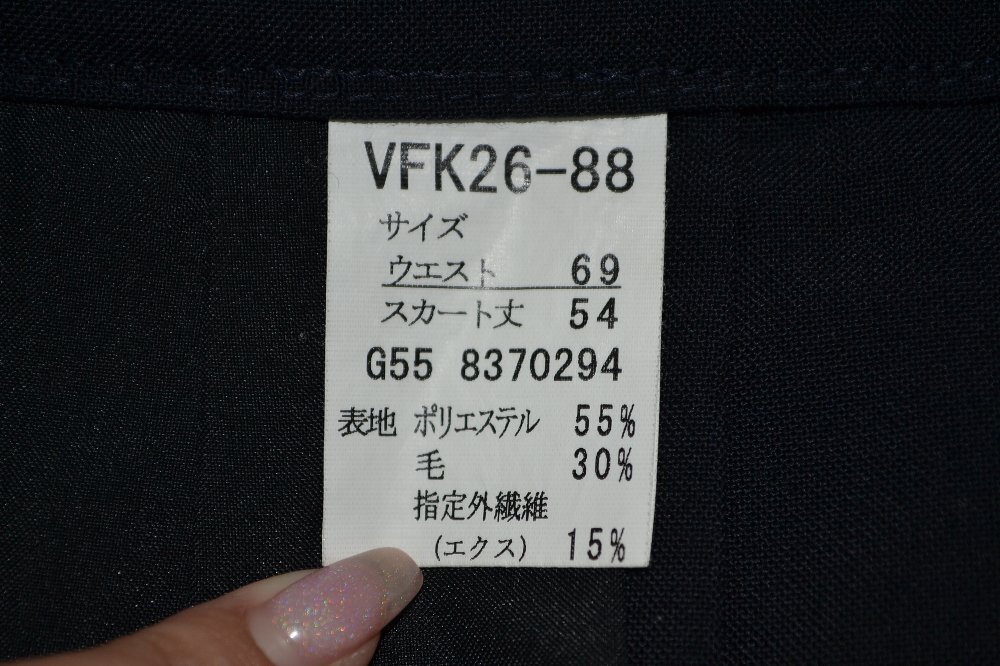 VFK26-88
サイズ
ウエスト 69
スカート丈 54
G55 8370294
表地 ポリエステル 55%
毛 30%
指定外繊維
(エクス) 15%